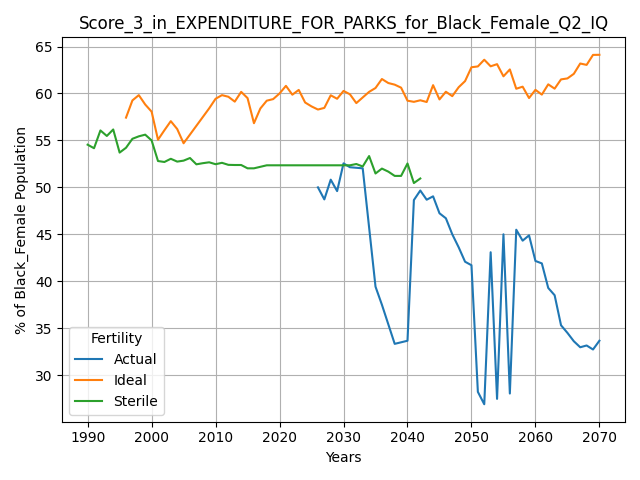 Score_3_in_EXPENDITURE_FOR_PARKS_for_Black_Female_Q2_IQ
% of Black_Female Population
65
60
55
50
45
40
35
30
Fertility
Actual
Ideal
Sterile
1990 2000 2010 2020 2030 2040 2050 2060 2070
Years